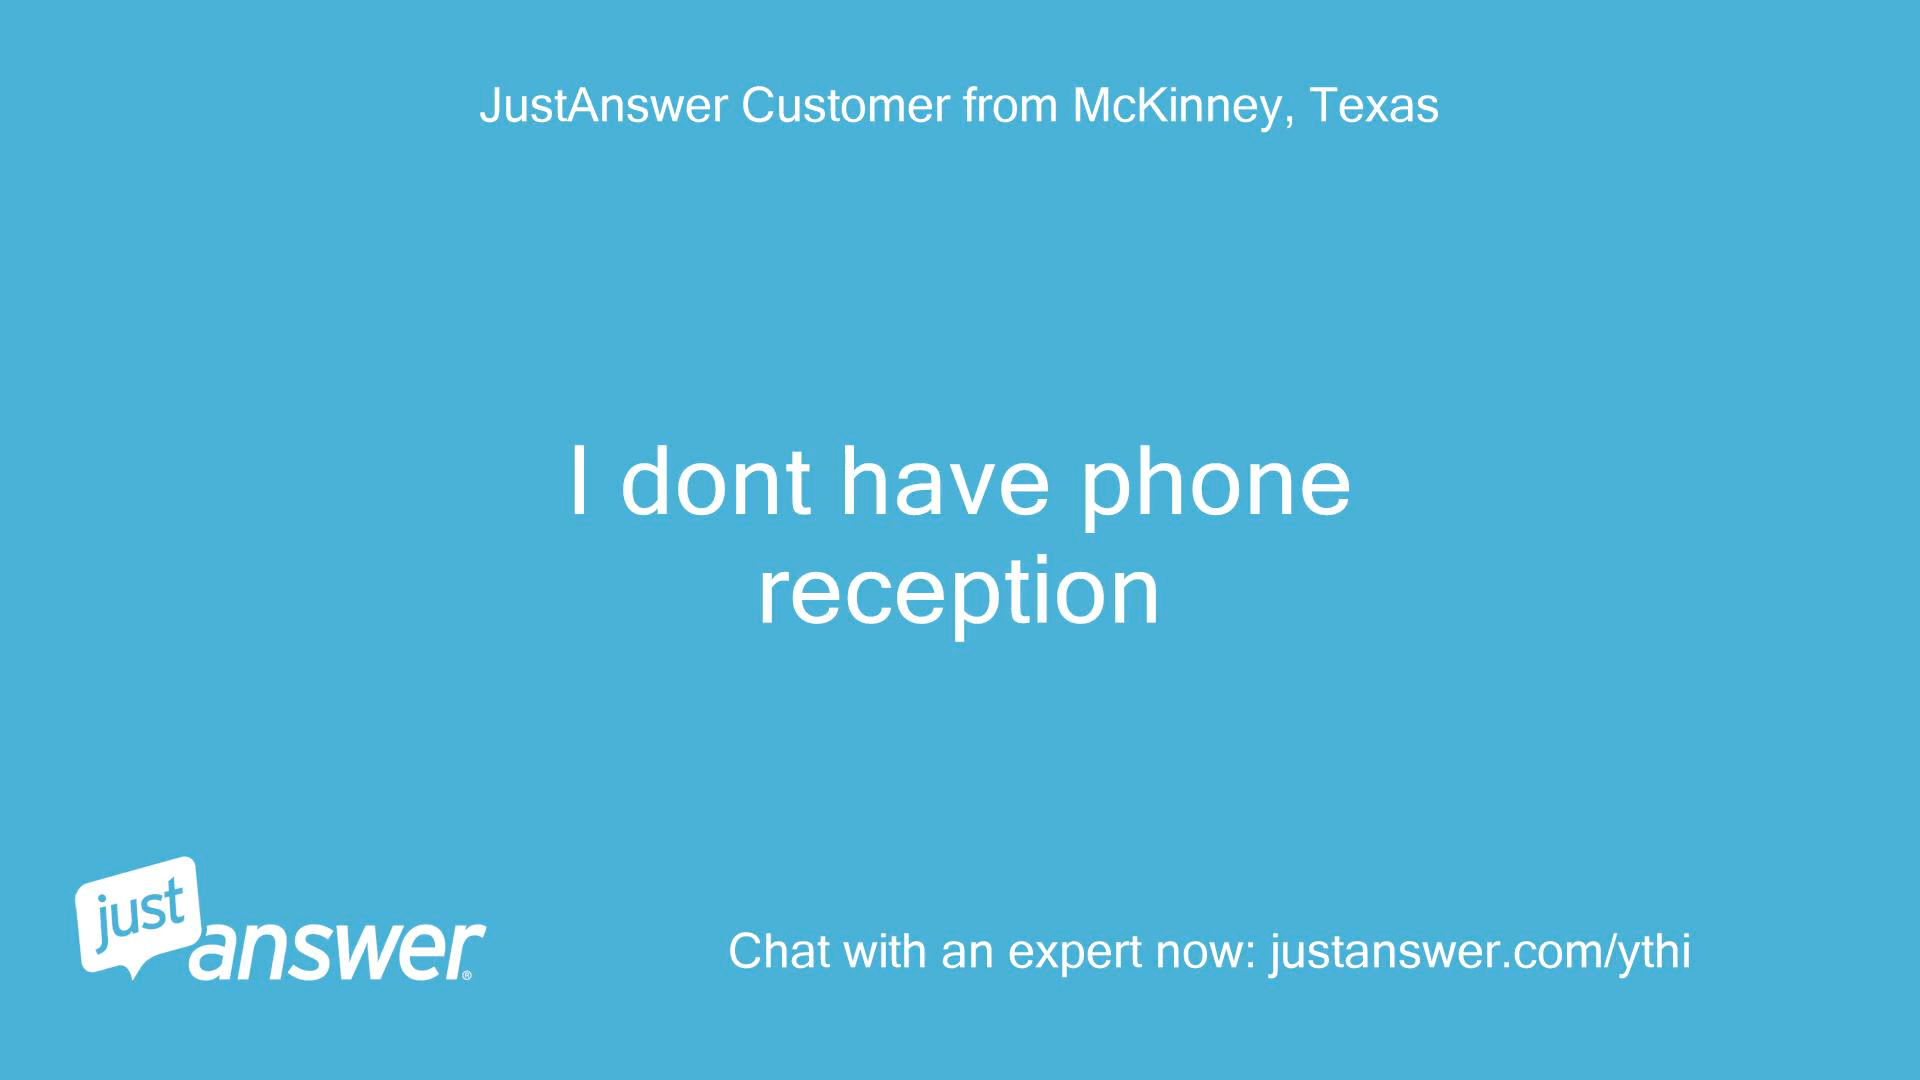 JustAnswer Customer from McKinney, Texas
I dont have phone
reception
just
answer®
Chat with an expert now: justanswer.com/ythi